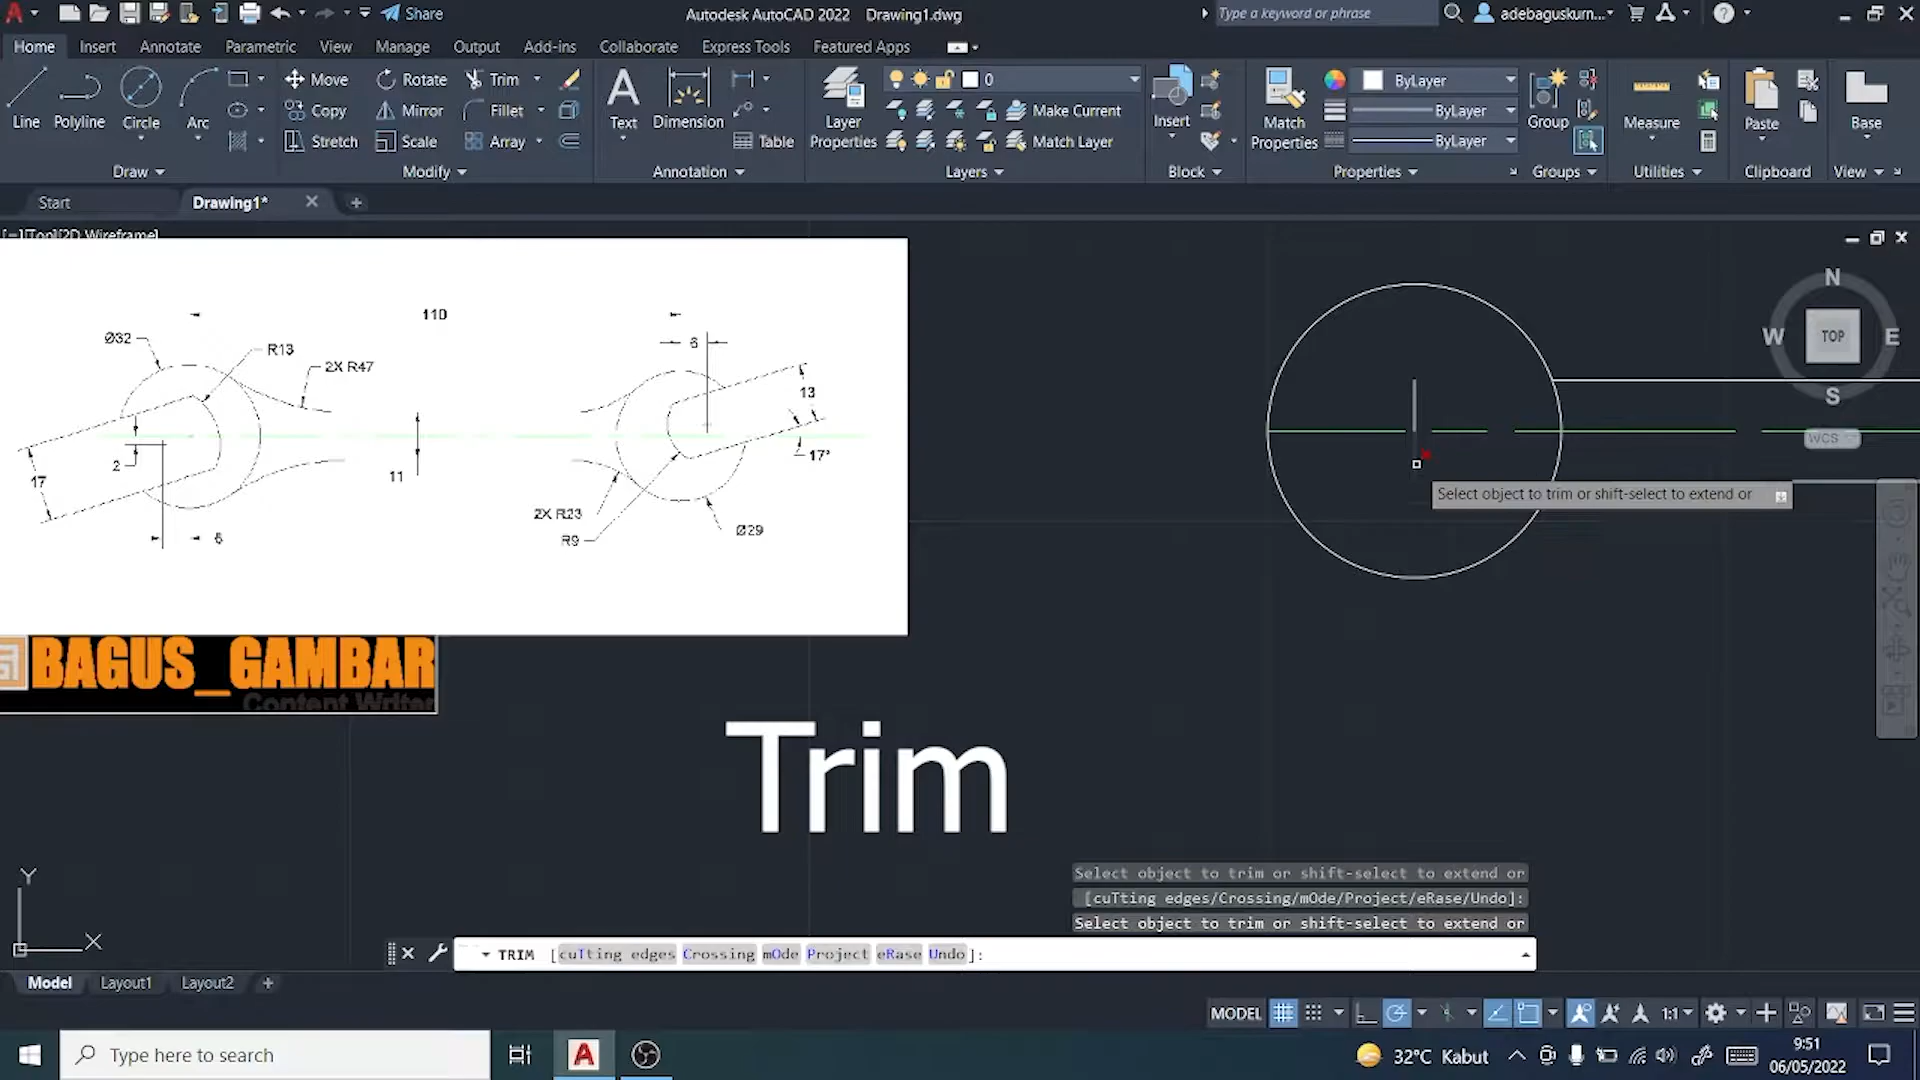 Share
Autodesk AutoCAD 2022 Drawing1.dwg
Type a keyword or phrase
adebaguskurn...
Home Insert Annotate Parametric View Manage Output Add-ins Collaborate Express Tools Featured Apps
Line Polyline Circle Arc
Move Rotate Trim
Copy Mirror Fillet
Stretch Scale Array
Text Dimension Table
Layer Properties
0
Make Current
Match Layer
Insert
Match Properties
ByLayer
ByLayer
ByLayer
Group
Measure
Paste
Base
Draw Modify Annotation Layers Block Properties Groups Utilities Clipboard View
Start Drawing1*
[−][Top][2D Wireframe]
110
Ø32
R13
2X R47
6
13
2
17
11
17°
2X R23
R9
Ø29
6
N
W TOP E
S
WCS
Select object to trim or shift-select to extend or
BAGUS_GAMBAR
Content Writer
Trim
Y
X
Select object to trim or shift-select to extend or
[cuTting edges/Crossing/mOde/Project/eRase/Undo]:
Select object to trim or shift-select to extend or
TRIM [cuTting edges Crossing mOde Project eRase Undo]:
Model Layout1 Layout2
MODEL 1:1
Type here to search
32°C Kabut
9:51
06/05/2022